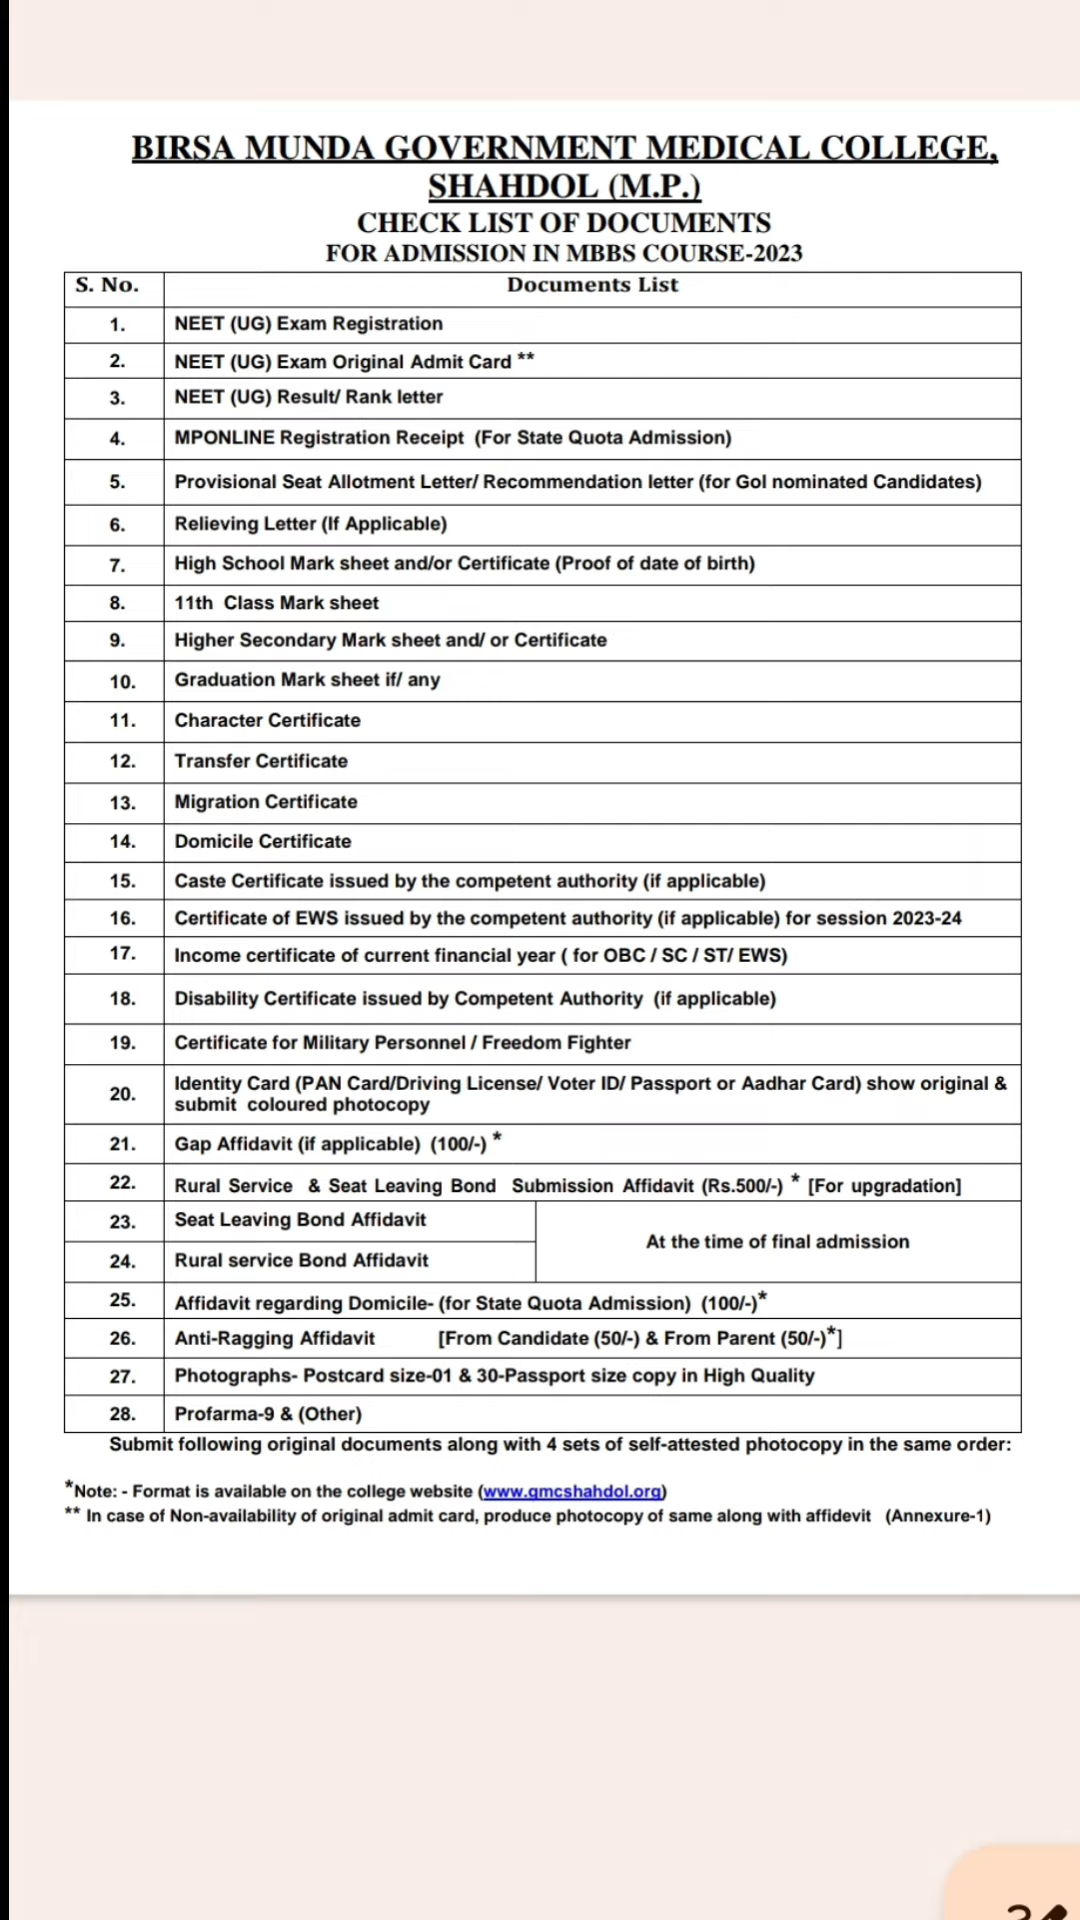 BIRSA MUNDA GOVERNMENT MEDICAL COLLEGE,
SHAHDOL (M.P.)
CHECK LIST OF DOCUMENTS
FOR ADMISSION IN MBBS COURSE-2023
S. No. Documents List
1. NEET (UG) Exam Registration
2. NEET (UG) Exam Original Admit Card **
3. NEET (UG) Result/ Rank letter
4. MPONLINE Registration Receipt (For State Quota Admission)
5. Provisional Seat Allotment Letter/ Recommendation letter (for GoI nominated Candidates)
6. Relieving Letter (If Applicable)
7. High School Mark sheet and/or Certificate (Proof of date of birth)
8. 11th Class Mark sheet
9. Higher Secondary Mark sheet and/ or Certificate
10. Graduation Mark sheet if/ any
11. Character Certificate
12. Transfer Certificate
13. Migration Certificate
14. Domicile Certificate
15. Caste Certificate issued by the competent authority (if applicable)
16. Certificate of EWS issued by the competent authority (if applicable) for session 2023-24
17. Income certificate of current financial year ( for OBC / SC / ST/ EWS)
18. Disability Certificate issued by Competent Authority (if applicable)
19. Certificate for Military Personnel / Freedom Fighter
20. Identity Card (PAN Card/Driving License/ Voter ID/ Passport or Aadhar Card) show original &
submit coloured photocopy
21. Gap Affidavit (if applicable) (100/-) *
22. Rural Service & Seat Leaving Bond Submission Affidavit (Rs.500/-) * [For upgradation]
23. Seat Leaving Bond Affidavit
At the time of final admission
24. Rural service Bond Affidavit
25. Affidavit regarding Domicile- (for State Quota Admission) (100/-)*
26. Anti-Ragging Affidavit [From Candidate (50/-) & From Parent (50/-)*]
27. Photographs- Postcard size-01 & 30-Passport size copy in High Quality
28. Profarma-9 & (Other)
Submit following original documents along with 4 sets of self-attested photocopy in the same order:
*Note: - Format is available on the college website (www.gmcshahdol.org)
** In case of Non-availability of original admit card, produce photocopy of same along with affidevit (Annexure-1)